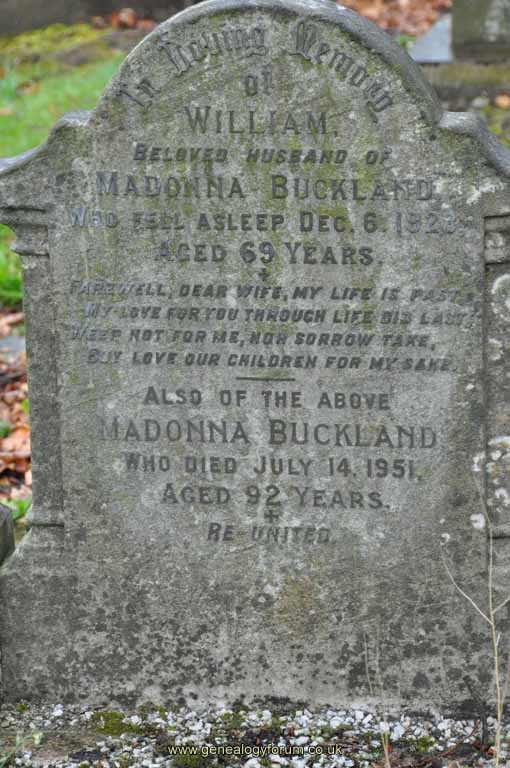 In Loving Memory
of
WILLIAM,
BELOVED HUSBAND OF
MADONNA BUCKLAND,
WHO FELL ASLEEP DEC. 6. 1923.
AGED 69 YEARS.
FAREWELL, DEAR WIFE, MY LIFE IS PAST,
MY LOVE FOR YOU THROUGH LIFE DID LAST,
WEEP NOT FOR ME, NOR SORROW TAKE,
BUT LOVE OUR CHILDREN FOR MY SAKE.
ALSO OF THE ABOVE
MADONNA BUCKLAND
WHO DIED JULY 14. 1951.
AGED 92 YEARS.
RE-UNITED.
www.genealogyforum.co.uk